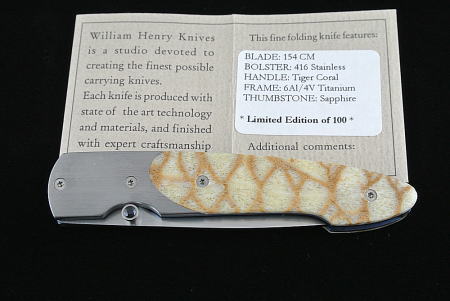 William Henry Knives
is a studio devoted to
creating the finest possible
carrying knives.
Each knife is produced with
state of the art technology
and materials, and finished
with expert craftsmanship
This fine folding knife features:
BLADE: 154 CM
BOLSTER: 416 Stainless
HANDLE: Tiger Coral
FRAME: 6Al/4V Titanium
THUMBSTONE: Sapphire
* Limited Edition of 100 *
Additional comments: